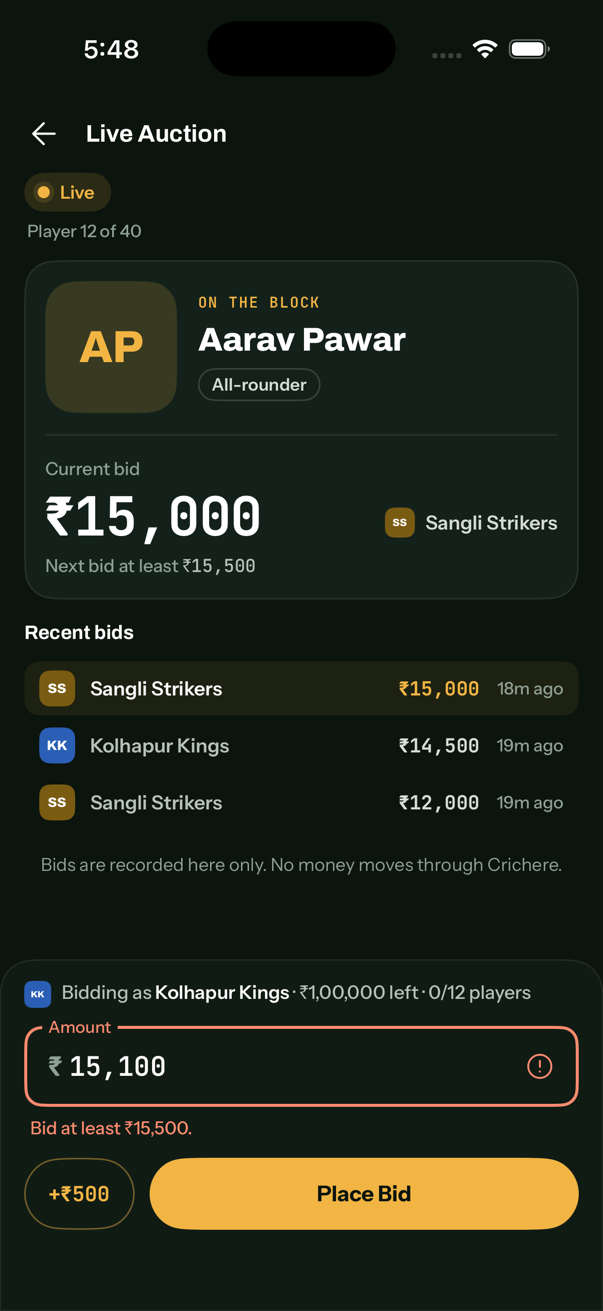 5:48
Live Auction
Live
Player 12 of 40
AP
ON THE BLOCK
Aarav Pawar
All-rounder
Current bid
₹15,000
SS Sangli Strikers
Next bid at least ₹15,500
Recent bids
SS Sangli Strikers ₹15,000 18m ago
KK Kolhapur Kings ₹14,500 19m ago
SS Sangli Strikers ₹12,000 19m ago
Bids are recorded here only. No money moves through Crichere.
KK Bidding as Kolhapur Kings · ₹1,00,000 left · 0/12 players
Amount
₹ 15,100
Bid at least ₹15,500.
+₹500 Place Bid